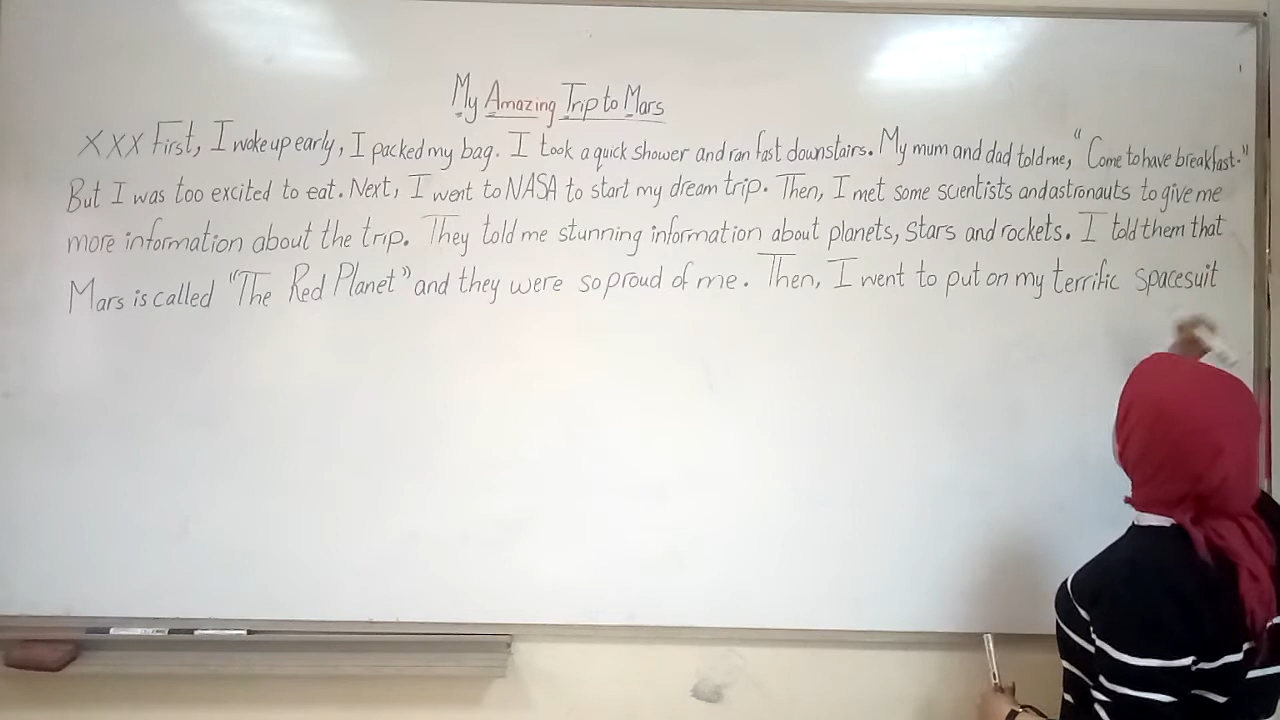 My Amazing Trip to Mars
XXX First, I woke up early, I packed my bag. I took a quick shower and ran fast downstairs. My mum and dad told me, "Come to have breakfast."
But I was too excited to eat. Next, I went to NASA to start my dream trip. Then, I met some scientists and astronauts to give me
more information about the trip. They told me stunning information about planets, stars and rockets. I told them that
Mars is called "The Red Planet" and they were so proud of me. Then, I went to put on my terrific spacesuit